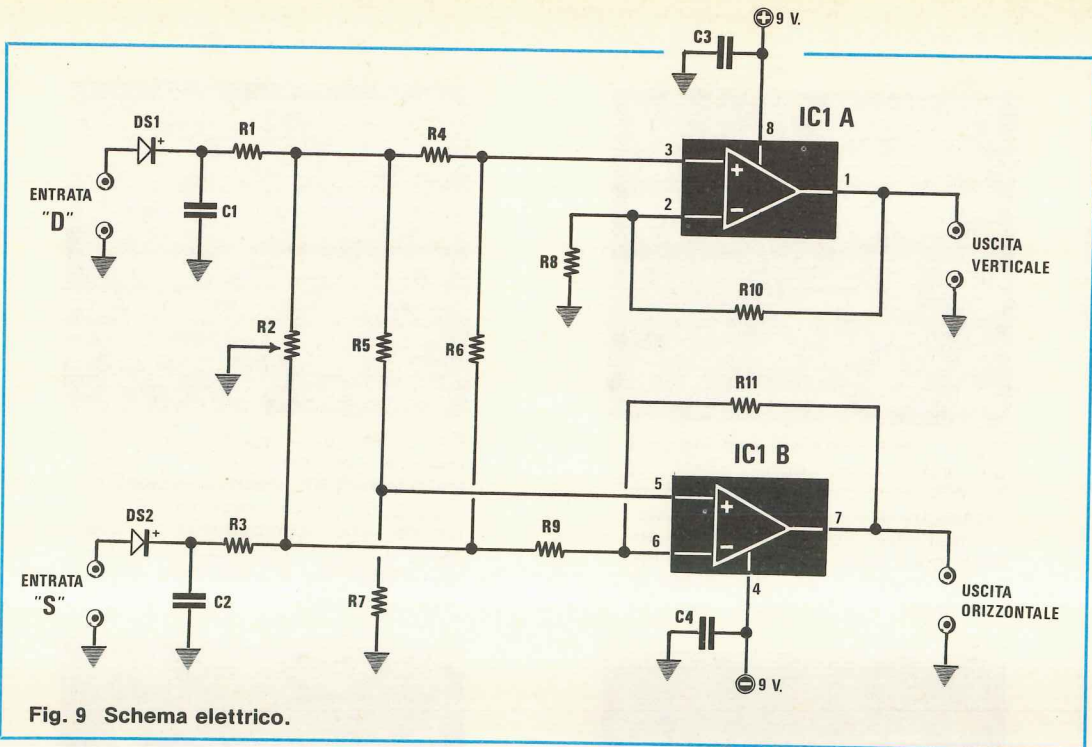 9 V.
C3
IC1 A
8
DS1
+
R1
R4
3
+
1
ENTRATA
"D"
C1
2
−
USCITA
VERTICALE
R8
R10
R2
R5
R6
R11
IC1 B
5
+
7
DS2
+
R3
R9
6
−
ENTRATA
"S"
C2
R7
4
USCITA
ORIZZONTALE
C4
9 V.
Fig. 9 Schema elettrico.